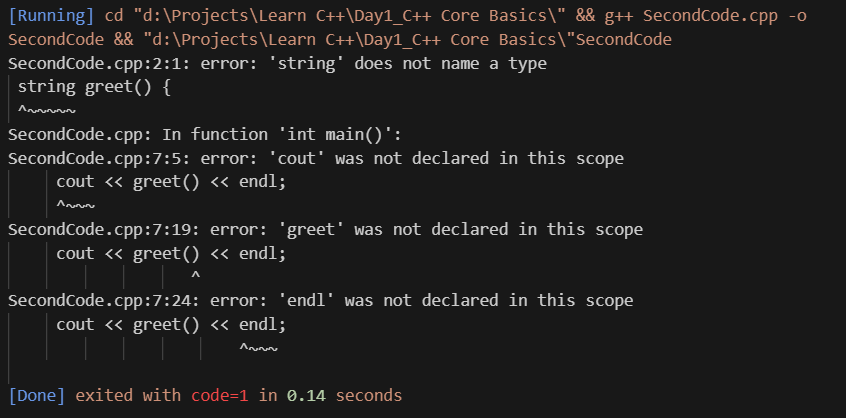 [Running] cd "d:\Projects\Learn C++\Day1_C++ Core Basics\" && g++ SecondCode.cpp -o
SecondCode && "d:\Projects\Learn C++\Day1_C++ Core Basics\"SecondCode
SecondCode.cpp:2:1: error: 'string' does not name a type
 string greet() {
 ^~~~~~
SecondCode.cpp: In function 'int main()':
SecondCode.cpp:7:5: error: 'cout' was not declared in this scope
     cout << greet() << endl;
     ^~~~
SecondCode.cpp:7:19: error: 'greet' was not declared in this scope
     cout << greet() << endl;
                   ^
SecondCode.cpp:7:24: error: 'endl' was not declared in this scope
     cout << greet() << endl;
                        ^~~~
[Done] exited with code=1 in 0.14 seconds